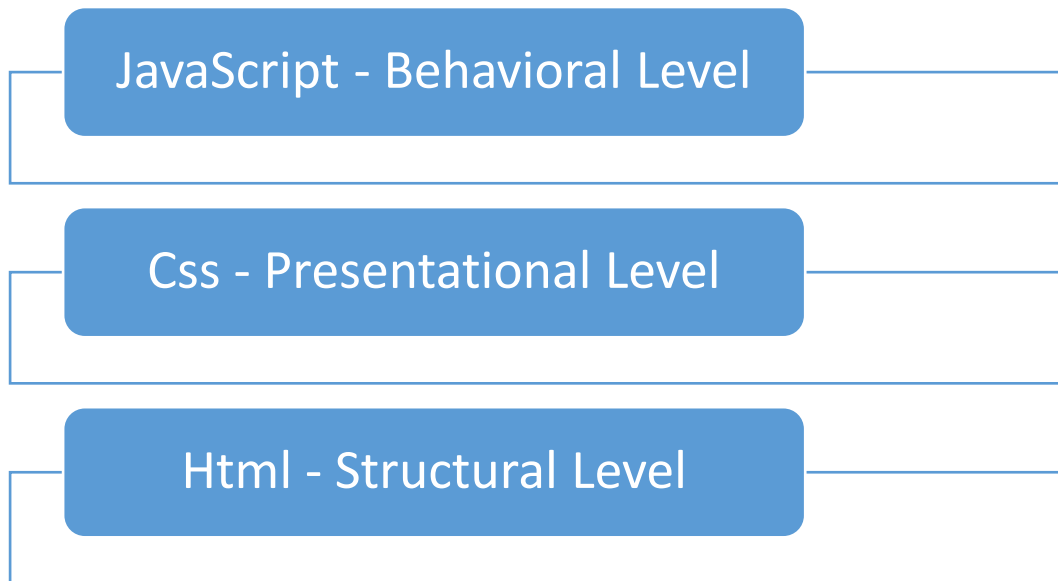 JavaScript - Behavioral Level
Css - Presentational Level
Html - Structural Level